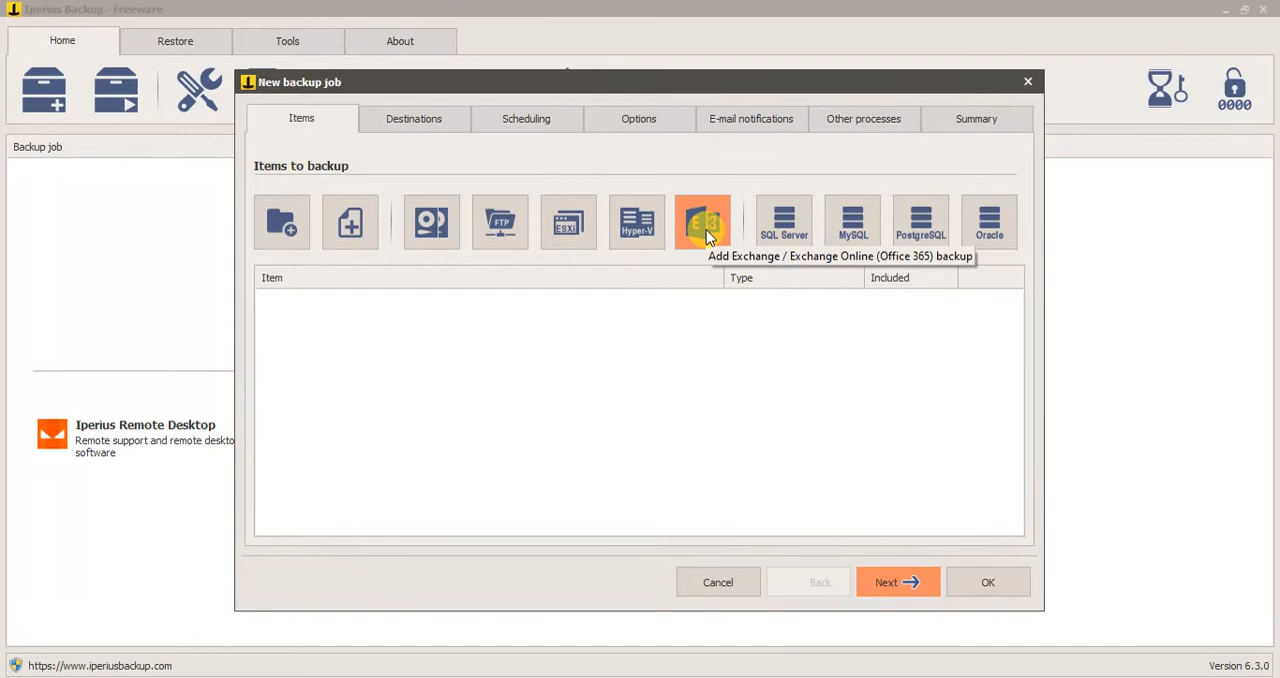 Iperius Backup - Freeware
Home
Restore
Tools
About
0000
Backup job
New backup job
Items
Destinations
Scheduling
Options
E-mail notifications
Other processes
Summary
Items to backup
FTP
ESXi
Hyper-V
SQL Server
MySQL
PostgreSQL
Oracle
Add Exchange / Exchange Online (Office 365) backup
Item
Type
Included
Iperius Remote Desktop
Remote support and remote deskto
software
Cancel
Back
Next
OK
https://www.iperiusbackup.com
Version 6.3.0